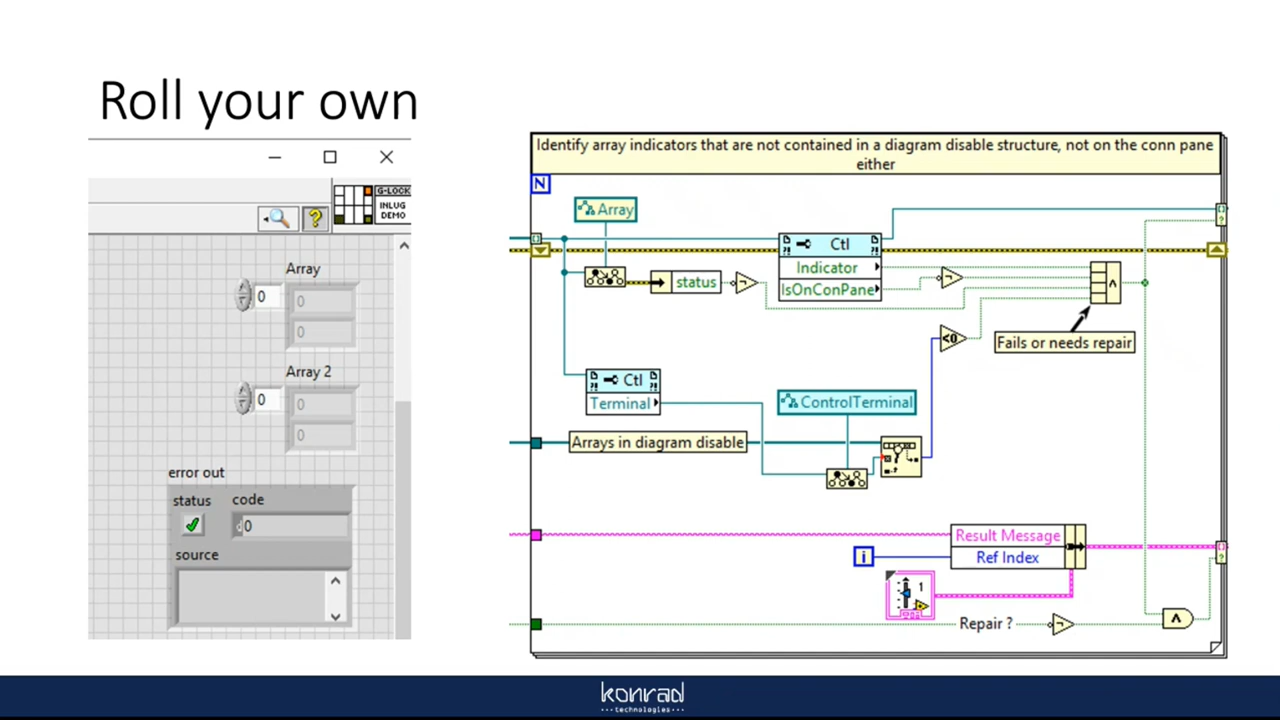 Roll your own
G-LOCK
INLUG
DEMO
?
Array
0
0
0
Array 2
0
0
0
error out
status
code
d0
source
Identify array indicators that are not contained in a diagram disable structure, not on the conn pane
either
N
Array
Ctl
Indicator
IsOnConPane
status
<0
Fails or needs repair
Ctl
Terminal
ControlTerminal
Arrays in diagram disable
Result Message
Ref Index
i
1
Repair ?
konrad
technologies